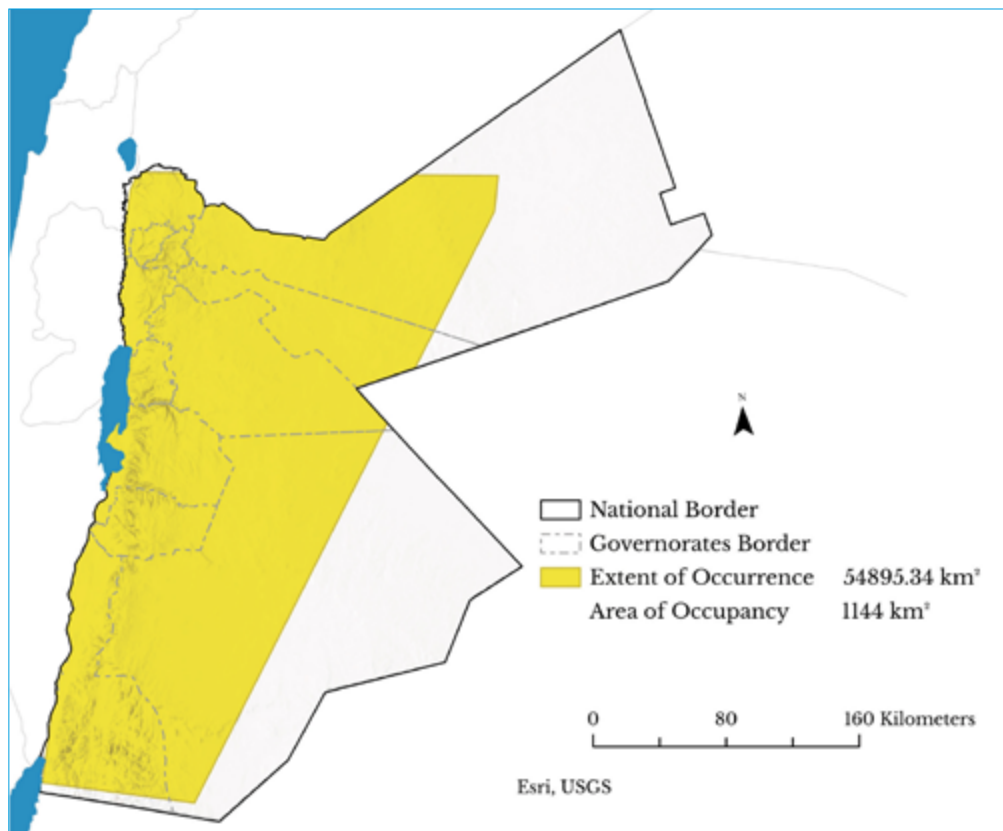 N
National Border
Governorates Border
Extent of Occurrence 54895.34 km²
Area of Occupancy 1144 km²
0 80 160 Kilometers
Esri, USGS